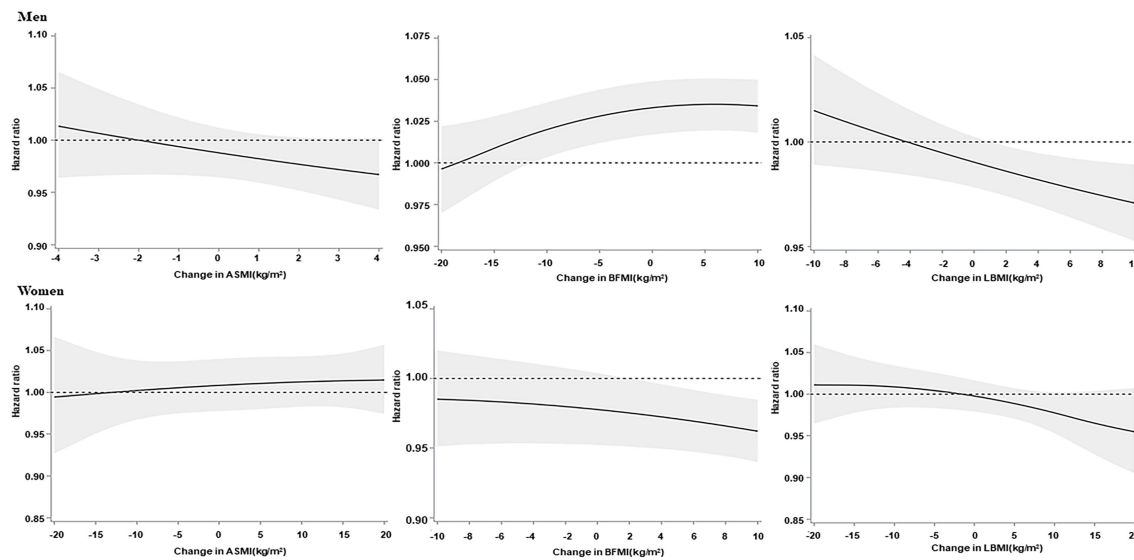 Men
1.10
1.05
1.00
0.95
0.90
Hazard ratio
-4 -3 -2 -1 0 1 2 3 4
Change in ASMI(kg/m²)
1.075
1.050
1.025
1.000
0.975
0.950
Hazard ratio
-20 -15 -10 -5 0 5 10
Change in BFMI(kg/m²)
1.05
1.00
0.95
Hazard ratio
-10 -8 -6 -4 -2 0 2 4 6 8 10
Change in LBMI(kg/m²)
Women
1.10
1.05
1.00
0.95
0.90
0.85
Hazard ratio
-20 -15 -10 -5 0 5 10 15 20
Change in ASMI(kg/m²)
1.05
1.00
0.95
0.90
Hazard ratio
-10 -8 -6 -4 -2 0 2 4 6 8 10
Change in BFMI(kg/m²)
1.10
1.05
1.00
0.95
0.90
0.85
Hazard ratio
-20 -15 -10 -5 0 5 10 15 20
Change in LBMI(kg/m²)